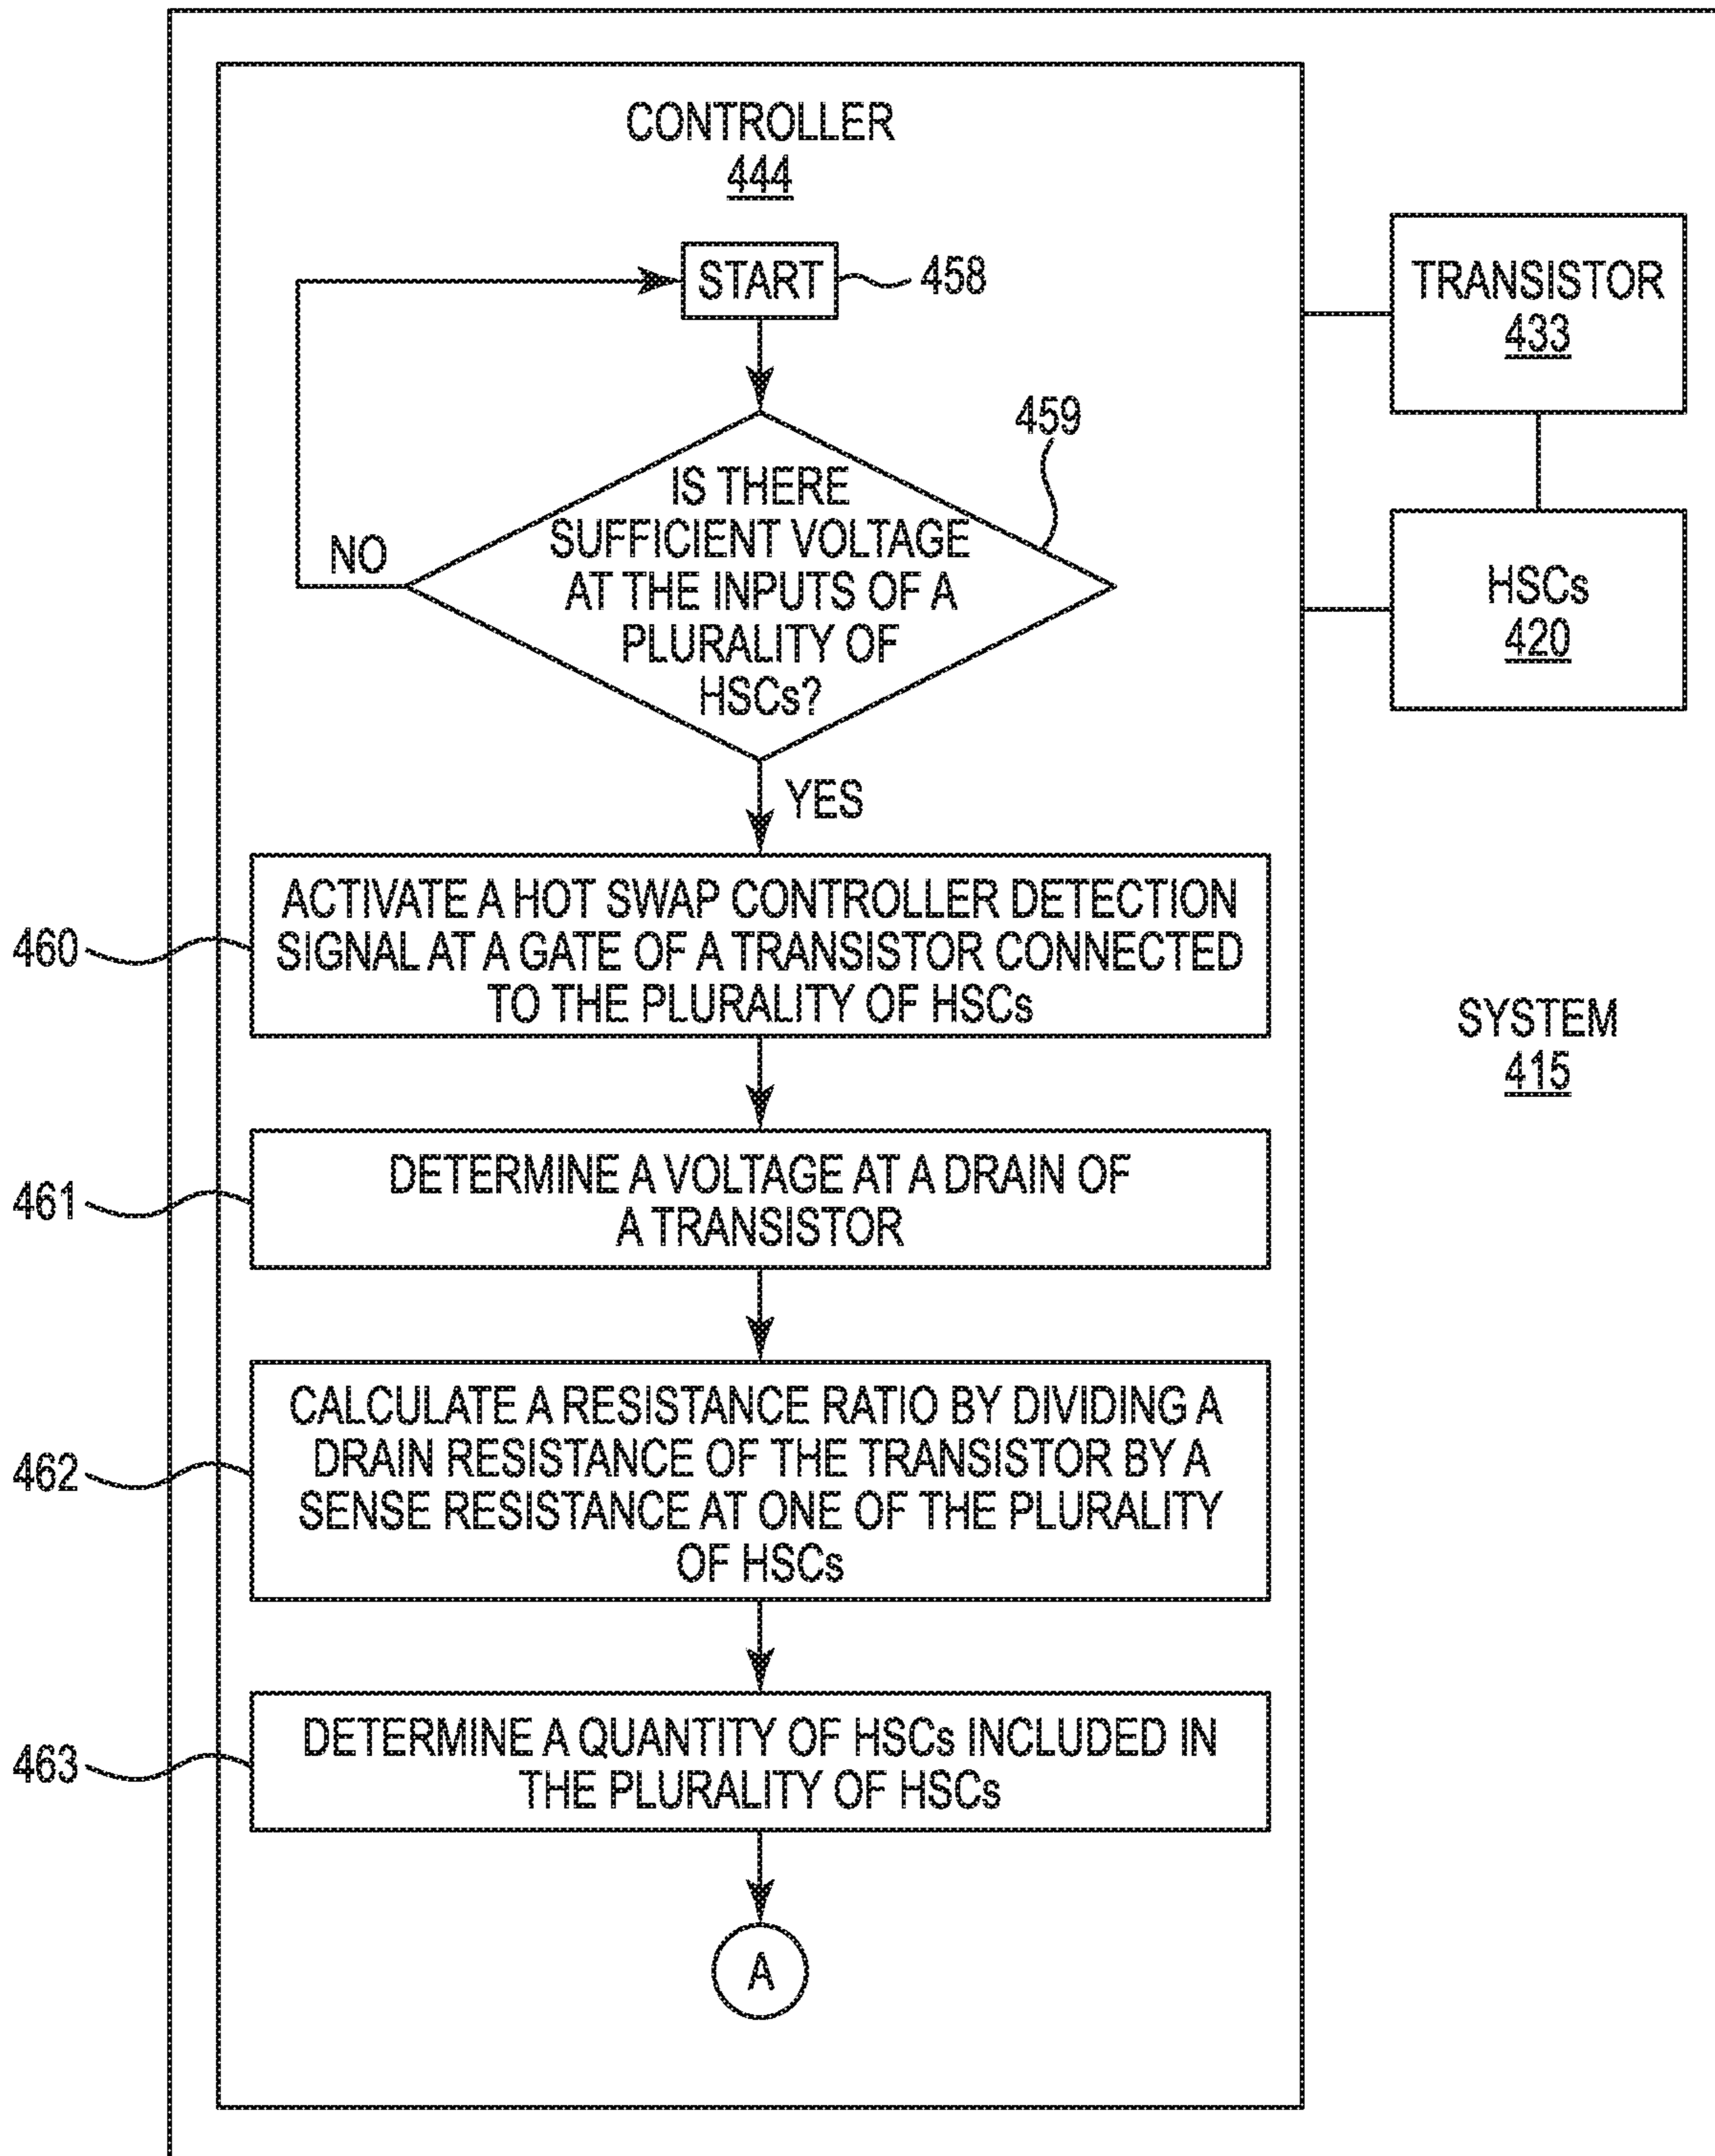 CONTROLLER
444
START
458
TRANSISTOR
433
459
IS THERE
SUFFICIENT VOLTAGE
AT THE INPUTS OF A
PLURALITY OF
HSCs?
NO
HSCs
420
YES
460
ACTIVATE A HOT SWAP CONTROLLER DETECTION
SIGNAL AT A GATE OF A TRANSISTOR CONNECTED
TO THE PLURALITY OF HSCs
SYSTEM
415
461
DETERMINE A VOLTAGE AT A DRAIN OF
A TRANSISTOR
462
CALCULATE A RESISTANCE RATIO BY DIVIDING A
DRAIN RESISTANCE OF THE TRANSISTOR BY A
SENSE RESISTANCE AT ONE OF THE PLURALITY
OF HSCs
463
DETERMINE A QUANTITY OF HSCs INCLUDED IN
THE PLURALITY OF HSCs
A